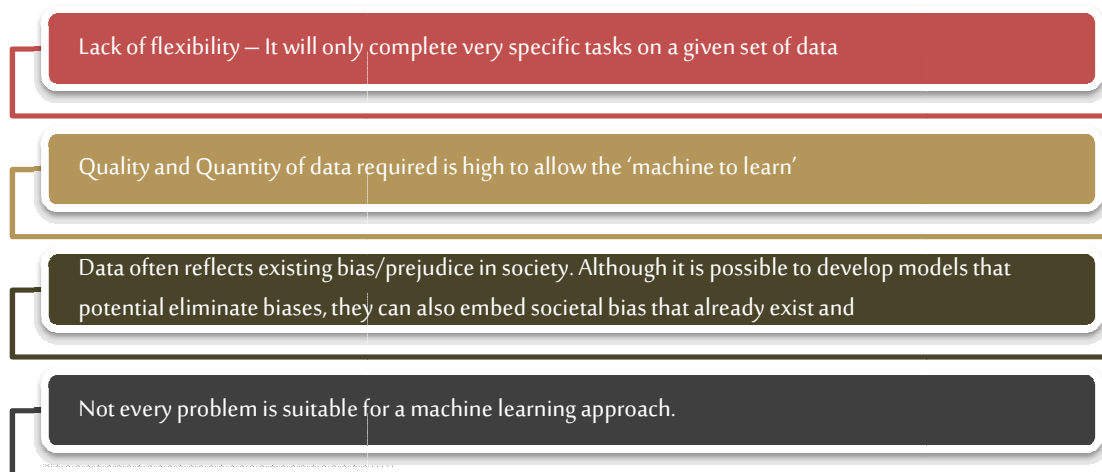 Lack of flexibility – It will only complete very specific tasks on a given set of data
Quality and Quantity of data required is high to allow the ‘machine to learn’
Data often reflects existing bias/prejudice in society. Although it is possible to develop models that
potential eliminate biases, they can also embed societal bias that already exist and
Not every problem is suitable for a machine learning approach.